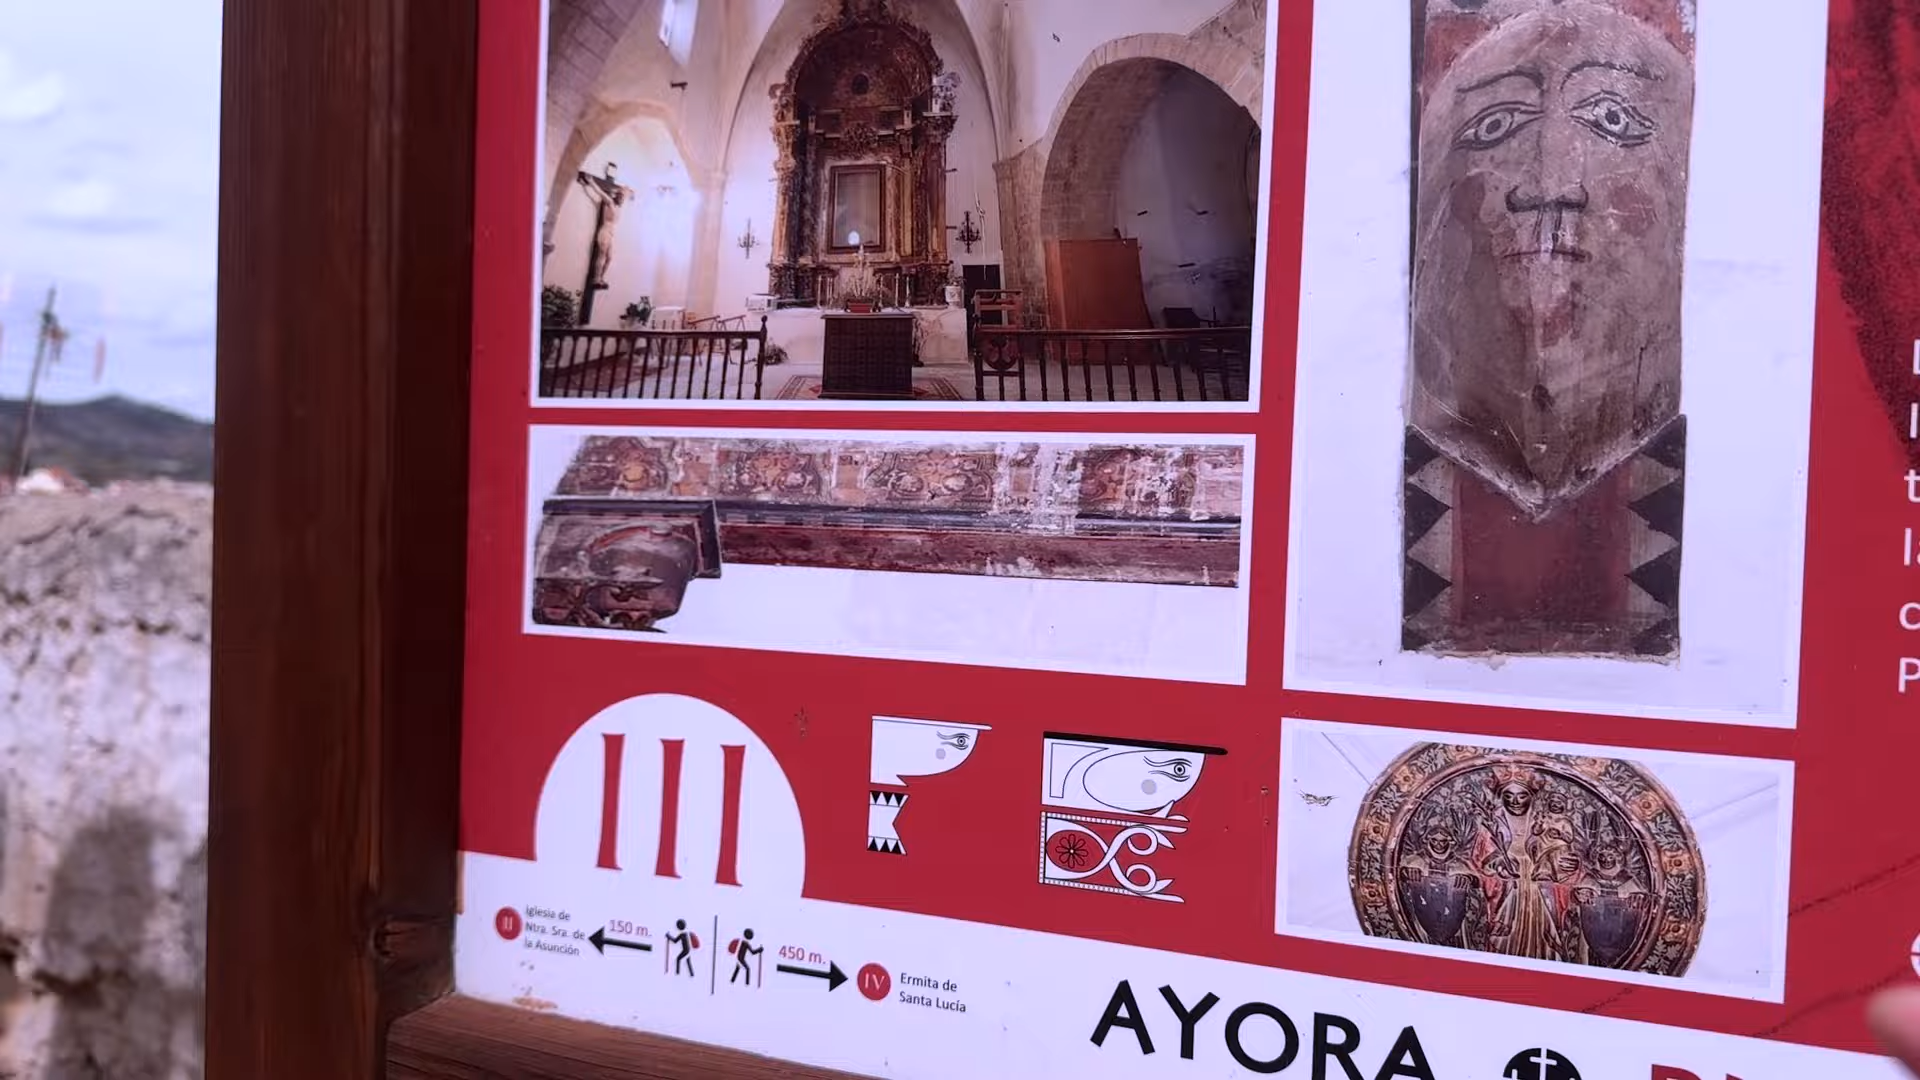 III
II
Iglesia de
Ntra. Sra. de
la Asunción
150 m.
450 m.
IV
Ermita de
Santa Lucía
AYORA